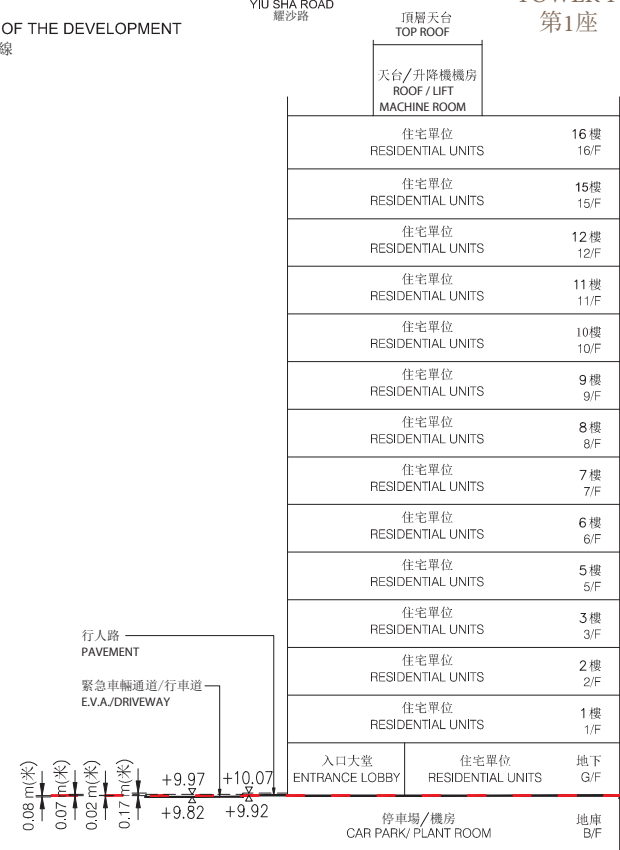 YIU SHA ROAD
耀沙路
OF THE DEVELOPMENT
線
第1座
頂層天台
TOP ROOF
天台/升降機機房
ROOF / LIFT
MACHINE ROOM
住宅單位 16樓
RESIDENTIAL UNITS 16/F
住宅單位 15樓
RESIDENTIAL UNITS 15/F
住宅單位 12樓
RESIDENTIAL UNITS 12/F
住宅單位 11樓
RESIDENTIAL UNITS 11/F
住宅單位 10樓
RESIDENTIAL UNITS 10/F
住宅單位 9樓
RESIDENTIAL UNITS 9/F
住宅單位 8樓
RESIDENTIAL UNITS 8/F
住宅單位 7樓
RESIDENTIAL UNITS 7/F
住宅單位 6樓
RESIDENTIAL UNITS 6/F
住宅單位 5樓
RESIDENTIAL UNITS 5/F
住宅單位 3樓
RESIDENTIAL UNITS 3/F
住宅單位 2樓
RESIDENTIAL UNITS 2/F
住宅單位 1樓
RESIDENTIAL UNITS 1/F
入口大堂 住宅單位 地下
ENTRANCE LOBBY RESIDENTIAL UNITS G/F
停車場/機房 地庫
CAR PARK/ PLANT ROOM B/F
行人路
PAVEMENT
緊急車輛通道/行車道
E.V.A./DRIVEWAY
0.08 m(米)
0.07 m(米)
0.02 m(米)
0.17 m(米)
+9.97 +10.07
+9.82 +9.92